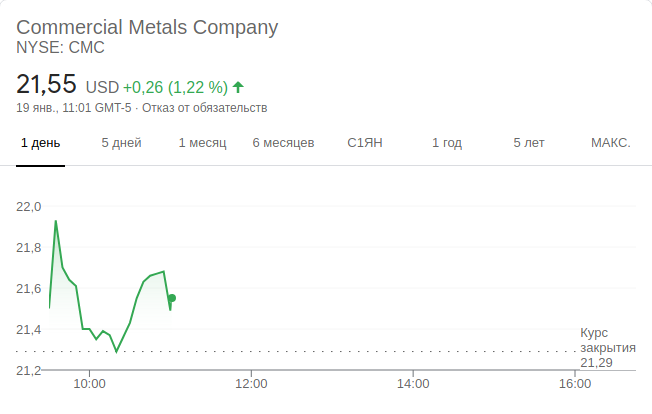 Commercial Metals Company
NYSE: CMC
21,55 USD +0,26 (1,22 %)
19 янв., 11:01 GMT-5 · Отказ от обязательств
1 день 5 дней 1 месяц 6 месяцев С1ЯН 1 год 5 лет МАКС.
22,0
21,8
21,6
21,4
21,2
Курс
закрытия
21,29
10:00 12:00 14:00 16:00